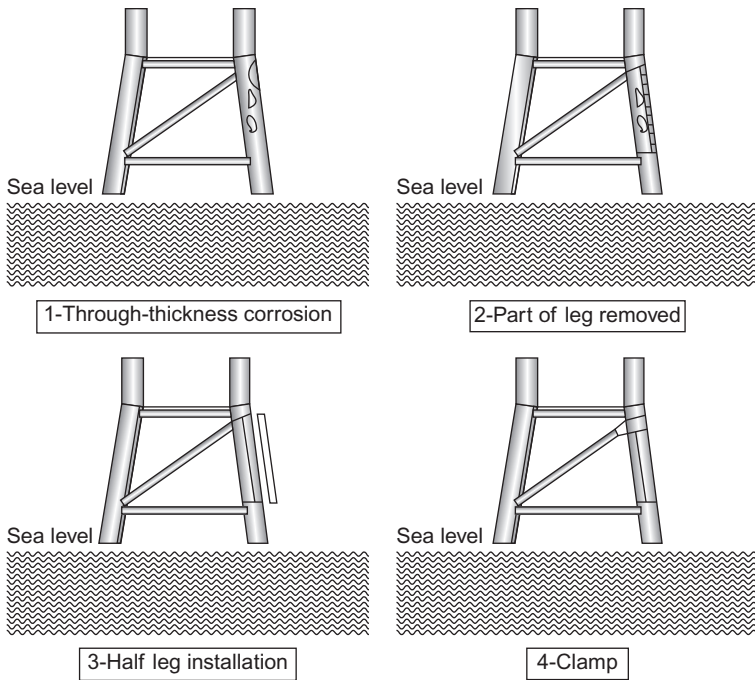 Sea level
1-Through-thickness corrosion
Sea level
2-Part of leg removed
Sea level
3-Half leg installation
Sea level
4-Clamp